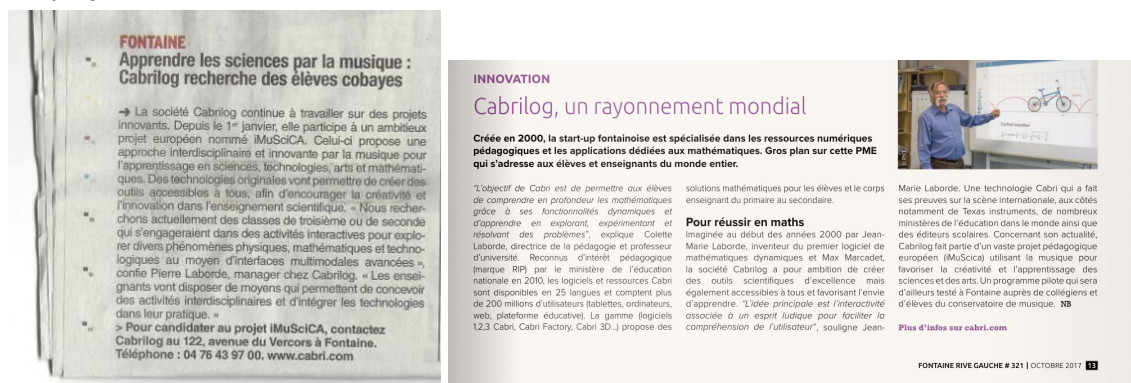 FONTAINE
Apprendre les sciences par la musique :
Cabrilog recherche des élèves cobayes
➔ La société Cabrilog continue à travailler sur des projets
innovants. Depuis le 1er janvier, elle participe à un ambitieux
projet européen nommé iMuSciCA. Celui-ci propose une
approche interdisciplinaire et innovante par la musique pour
l'apprentissage en sciences, technologies, arts et mathémati-
ques. Des technologies originales vont permettre de créer des
outils accessibles à tous, afin d'encourager la créativité et
l'innovation dans l'enseignement scientifique. « Nous recher-
chons actuellement des classes de troisième ou de seconde
qui s'engageraient dans des activités interactives pour explo-
rer divers phénomènes physiques, mathématiques et techno-
logiques au moyen d'interfaces multimodales avancées »,
confie Pierre Laborde, manager chez Cabrilog. « Les ensei-
gnants vont disposer de moyens qui permettent de concevoir
des activités interdisciplinaires et d'intégrer les technologies
dans leur pratique. »
> Pour candidater au projet iMuSciCA, contactez
Cabrilog au 122, avenue du Vercors à Fontaine.
Téléphone : 04 76 43 97 00. www.cabri.com
INNOVATION
Cabrilog, un rayonnement mondial
Créée en 2000, la start-up fontainoise est spécialisée dans les ressources numériques
pédagogiques et les applications dédiées aux mathématiques. Gros plan sur cette PME
qui s'adresse aux élèves et enseignants du monde entier.
"L'objectif de Cabri est de permettre aux élèves
de comprendre en profondeur les mathématiques
grâce à ses fonctionnalités dynamiques et
d'apprendre en explorant, expérimentant et
résolvant des problèmes", explique Colette
Laborde, directrice de la pédagogie et professeur
d'université. Reconnus d'intérêt pédagogique
(marque RIP) par le ministère de l'éducation
nationale en 2010, les logiciels et ressources Cabri
sont disponibles en 25 langues et comptent plus
de 200 millions d'utilisateurs (tablettes, ordinateurs,
web, plateforme éducative). La gamme (logiciels
1,2,3 Cabri, Cabri Factory, Cabri 3D...) propose des
solutions mathématiques pour les élèves et le corps
enseignant du primaire au secondaire.
Pour réussir en maths
Imaginée au début des années 2000 par Jean-
Marie Laborde, inventeur du premier logiciel de
mathématiques dynamiques et Max Marcadet,
la société Cabrilog a pour ambition de créer
des outils scientifiques d'excellence mais
également accessibles à tous et favorisant l'envie
d'apprendre. "L'idée principale est l'interactivité
associée à un esprit ludique pour faciliter la
compréhension de l'utilisateur", souligne Jean-
Marie Laborde. Une technologie Cabri qui a fait
ses preuves sur la scène internationale, aux côtés
notamment de Texas instruments, de nombreux
ministères de l'éducation dans le monde ainsi que
des éditeurs scolaires. Concernant son actualité,
Cabrilog fait partie d'un vaste projet pédagogique
européen (iMuScica) utilisant la musique pour
favoriser la créativité et l'apprentissage des
sciences et des arts. Un programme pilote qui sera
d'ailleurs testé à Fontaine auprès de collégiens et
d'élèves du conservatoire de musique. NB
Plus d'infos sur cabri.com
FONTAINE RIVE GAUCHE # 321 | OCTOBRE 2017 13